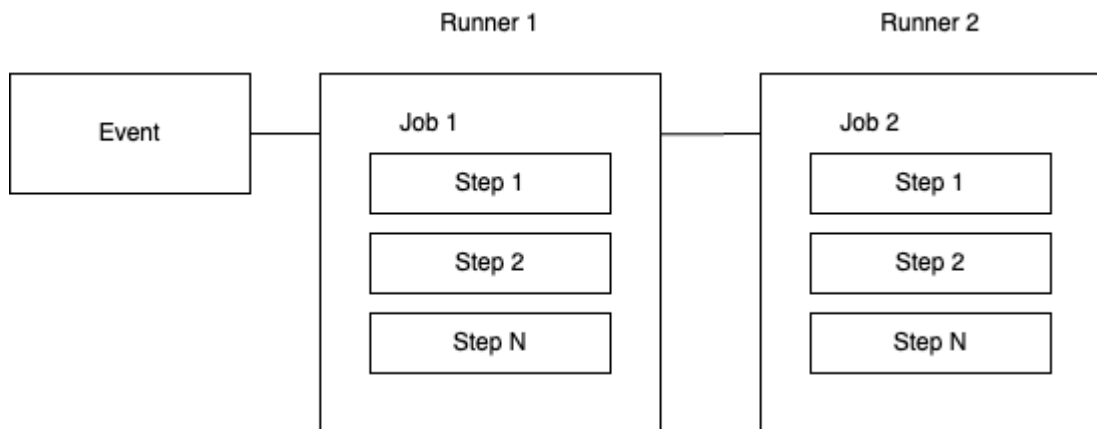 Runner 1
Runner 2
Event
Job 1
Step 1
Step 2
Step N
Job 2
Step 1
Step 2
Step N